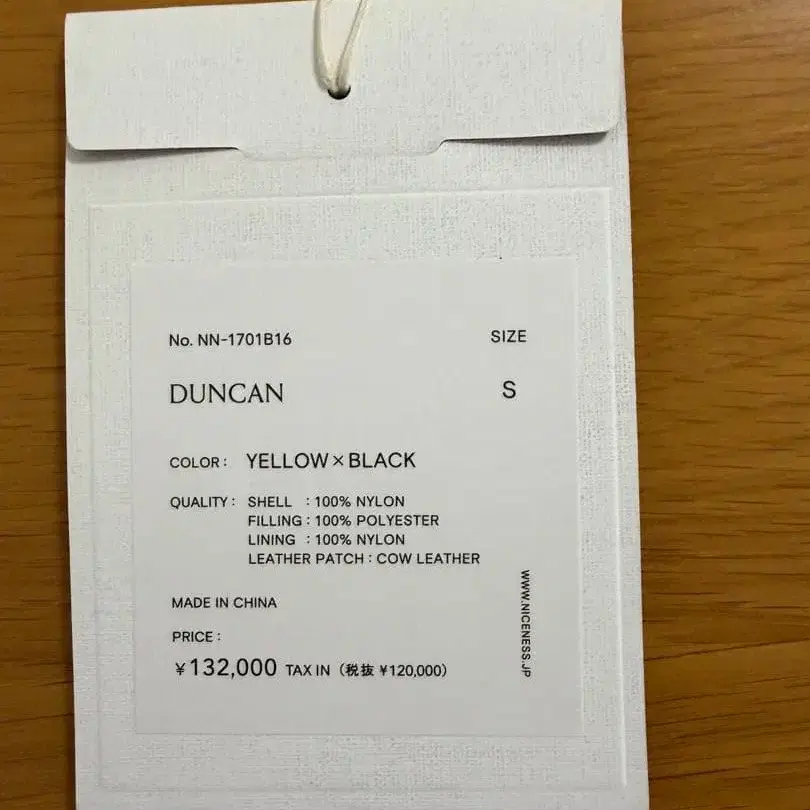 No. NN-1701B16
SIZE
DUNCAN
S
COLOR : YELLOW×BLACK
QUALITY : SHELL : 100% NYLON
FILLING : 100% POLYESTER
LINING : 100% NYLON
LEATHER PATCH : COW LEATHER
MADE IN CHINA
PRICE :
¥132,000 TAX IN (税抜 ¥120,000)
WWW.NICENESS.JP